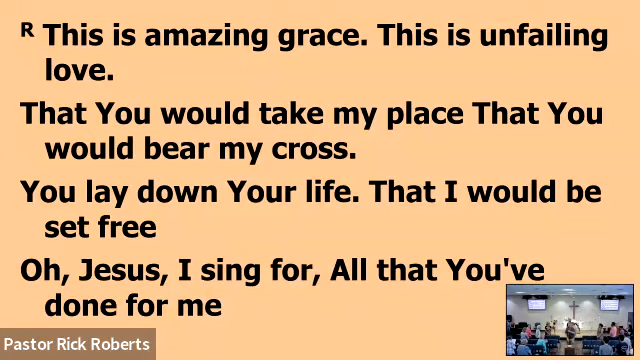 R This is amazing grace. This is unfailing
love.
That You would take my place That You
would bear my cross.
You lay down Your life. That I would be
set free
Oh, Jesus, I sing for, All that You've
done for me
Pastor Rick Roberts